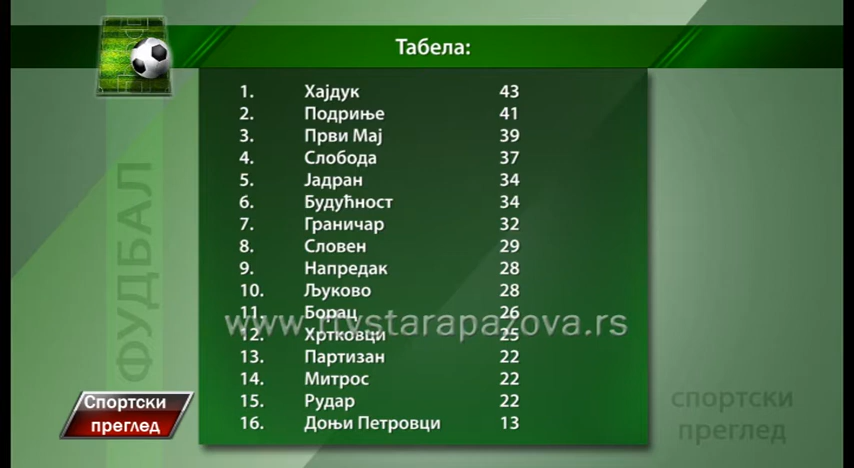 Табела:
1. Хајдук 43
2. Подриње 41
3. Први Мај 39
4. Слобода 37
5. Јадран 34
6. Будућност 34
7. Граничар 32
8. Словен 29
9. Напредак 28
10. Љуково 28
11. Борац 26
www.rtvstarapazova.rs
12. Хртковци 25
13. Партизан 22
14. Митрос 22
15. Рудар 22
16. Доњи Петровци 13
ФУДБАЛ
Спортски
преглед
спортски
преглед